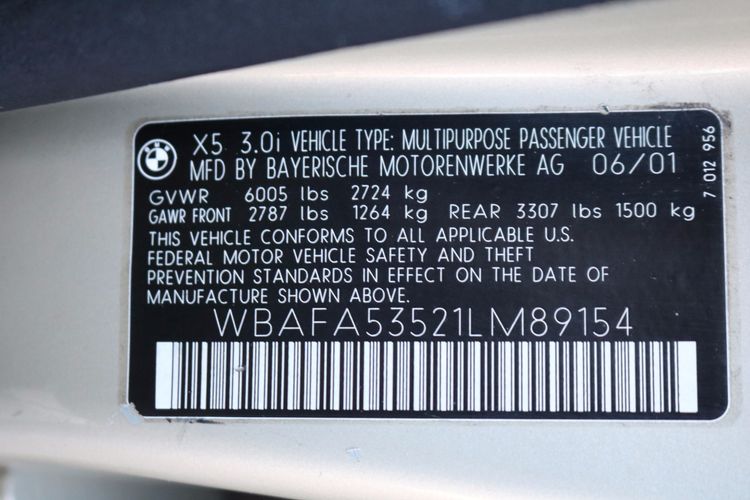 BMW
X5 3.0i VEHICLE TYPE: MULTIPURPOSE PASSENGER VEHICLE
MFD BY BAYERISCHE MOTORENWERKE AG 06/01
GVWR 6005 lbs 2724 kg
GAWR FRONT 2787 lbs 1264 kg REAR 3307 lbs 1500 kg
THIS VEHICLE CONFORMS TO ALL APPLICABLE U.S.
FEDERAL MOTOR VEHICLE SAFETY AND THEFT
PREVENTION STANDARDS IN EFFECT ON THE DATE OF
MANUFACTURE SHOWN ABOVE.
WBAFA53521LM89154
7 012 956